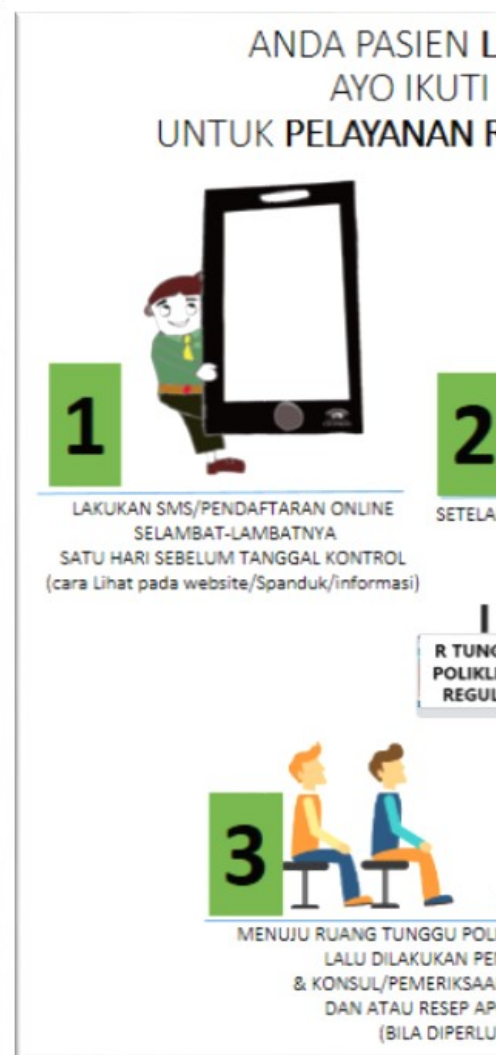 ANDA PASIEN L
AYO IKUTI
UNTUK PELAYANAN R
1
LAKUKAN SMS/PENDAFTARAN ONLINE
SELAMBAT-LAMBATNYA
SATU HARI SEBELUM TANGGAL KONTROL
(cara Lihat pada website/Spanduk/informasi)
2
SETELA
R TUNG
POLIKLI
REGUL
3
MENUJU RUANG TUNGGU POLI
LALU DILAKUKAN PE
& KONSUL/PEMERIKSAA
DAN ATAU RESEP AP
(BILA DIPERLU